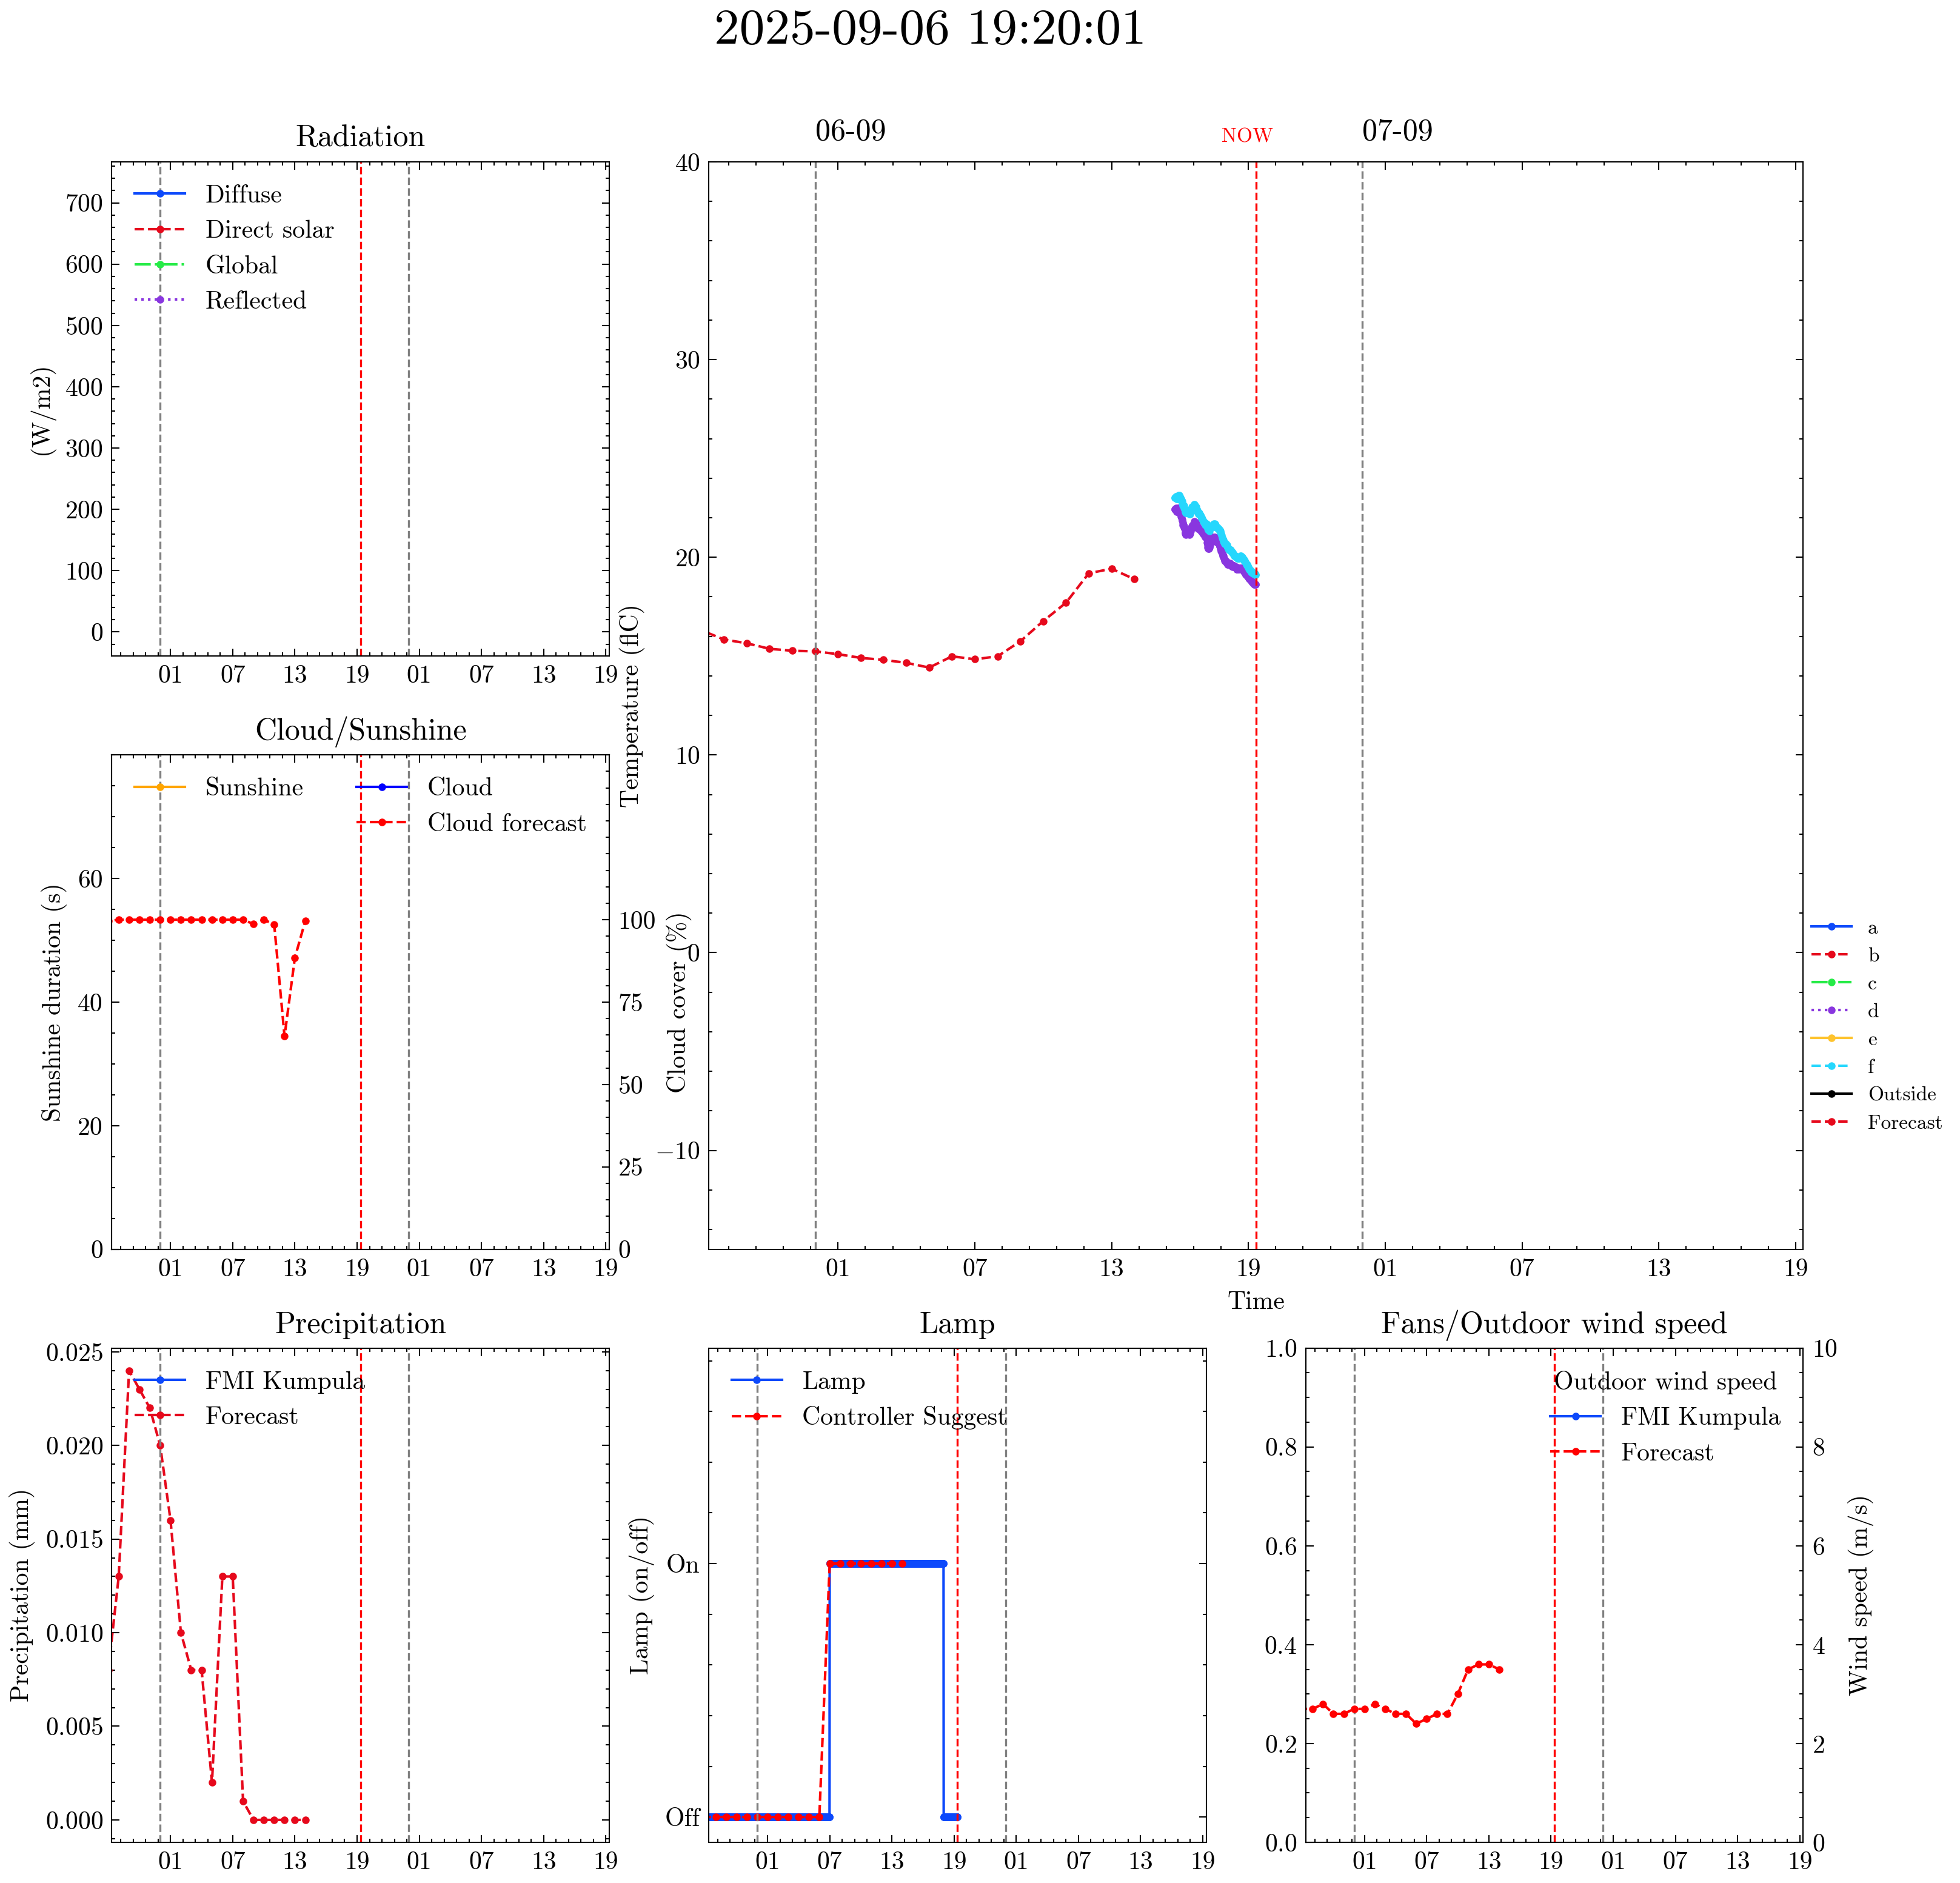 2025-09-06 19:20:01
Radiation
(W/m2)
700
600
500
400
300
200
100
0
Diffuse
Direct solar
Global
Reflected
01 07 13 19 01 07 13 19
06-09
NOW
07-09
Temperature (flC)
40
30
20
10
0
−10
01 07 13 19 01 07 13 19
Time
a
b
c
d
e
f
Outside
Forecast
Cloud/Sunshine
Sunshine duration (s)
60
40
20
0
Sunshine
Cloud
Cloud forecast
100
75
50
25
0
Cloud cover (%)
01 07 13 19 01 07 13 19
Precipitation
Precipitation (mm)
0.025
0.020
0.015
0.010
0.005
0.000
FMI Kumpula
Forecast
01 07 13 19 01 07 13 19
Lamp
Lamp (on/off)
On
Off
Lamp
Controller Suggest
01 07 13 19 01 07 13 19
Fans/Outdoor wind speed
1.0
0.8
0.6
0.4
0.2
0.0
Outdoor wind speed
FMI Kumpula
Forecast
10
8
6
4
2
0
Wind speed (m/s)
01 07 13 19 01 07 13 19